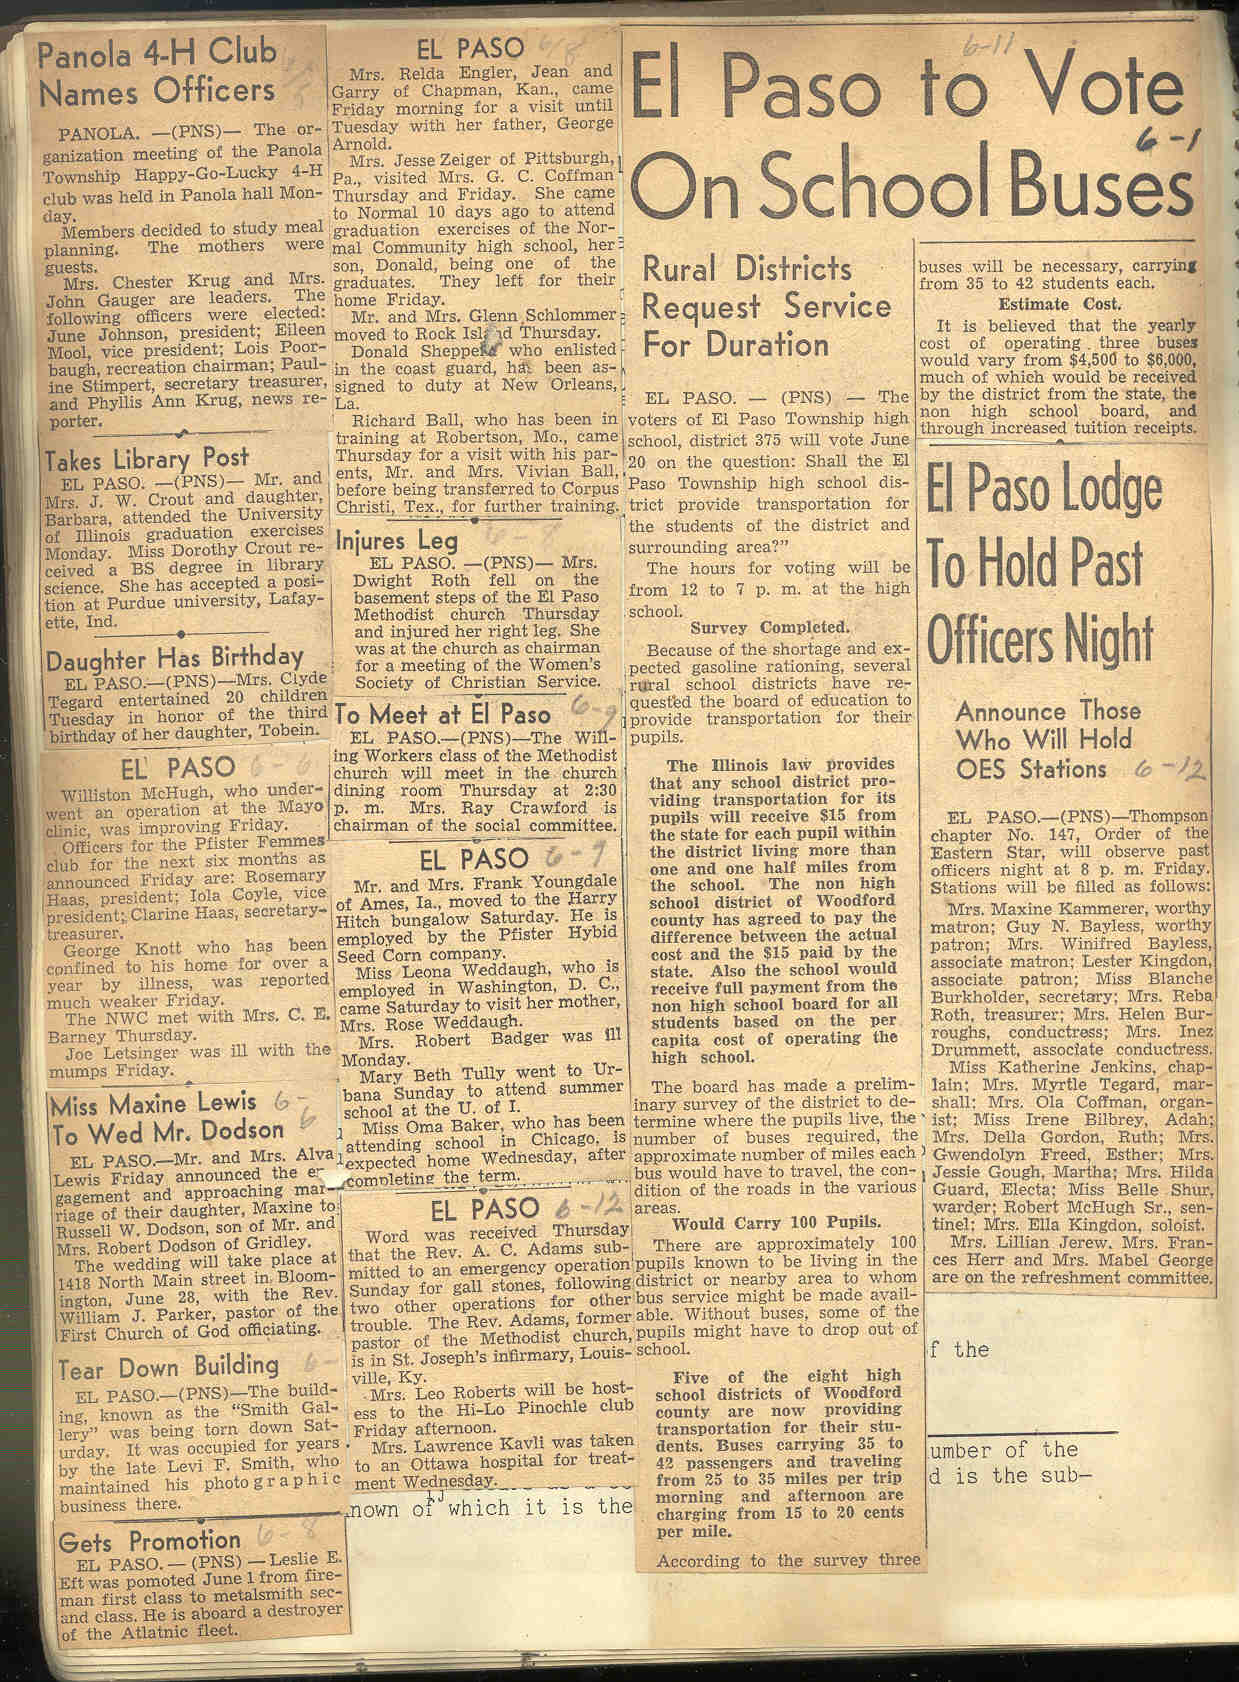 Panola 4-H Club
Names Officers
PANOLA. —(PNS)— The or-
ganization meeting of the Panola
Township Happy-Go-Lucky 4-H
club was held in Panola hall Mon-
day.
Members decided to study meal
planning. The mothers were
guests.
Mrs. Chester Krug and Mrs.
John Gauger are leaders. The
following officers were elected:
June Johnson, president; Eileen
Mool, vice president; Lois Poor-
baugh, recreation chairman; Paul-
ine Stimpert, secretary treasurer,
and Phyllis Ann Krug, news re-
porter.
Takes Library Post
EL PASO. —(PNS)— Mr. and
Mrs. J. W. Crout and daughter,
Barbara, attended the University
of Illinois graduation exercises
Monday. Miss Dorothy Crout re-
ceived a BS degree in library
science. She has accepted a posi-
tion at Purdue university, Lafay-
ette, Ind.
Daughter Has Birthday
EL PASO.—(PNS)—Mrs. Clyde
Tegard entertained 20 children
Tuesday in honor of the third
birthday of her daughter, Tobein.
EL PASO 6-6
Williston McHugh, who under-
went an operation at the Mayo
clinic, was improving Friday.
Officers for the Pfister Femmes
club for the next six months as
announced Friday are: Rosemary
Haas, president; Iola Coyle, vice
president; Clarine Haas, secretary-
treasurer.
George Knott who has been
confined to his home for over a
year by illness, was reported
much weaker Friday.
The NWC met with Mrs. C. E.
Barney Thursday.
Joe Letsinger was ill with the
mumps Friday.
Miss Maxine Lewis 6-
To Wed Mr. Dodson 6
EL PASO.—Mr. and Mrs. Alva
Lewis Friday announced the
gagement and approaching mar-
riage of their daughter, Maxine to
Russell W. Dodson, son of Mr. and
Mrs. Robert Dodson of Gridley.
The wedding will take place at
1418 North Main street in Bloom-
ington, June 28, with the Rev.
William J. Parker, pastor of the
First Church of God officiating.
Tear Down Building 6-
EL PASO.—(PNS)—The build-
ing, known as the "Smith Gal-
lery" was being torn down Sat-
urday. It was occupied for years
by the late Levi F. Smith, who
maintained his photographic
business there.
Gets Promotion 6-8
EL PASO. — (PNS) — Leslie E.
Eft was pomoted June 1 from fire-
man first class to metalsmith sec-
and class. He is aboard a destroyer
of the Atlatnic fleet.
EL PASO 6/8
Mrs. Relda Engler, Jean and
Garry of Chapman, Kan., came
Friday morning for a visit until
Tuesday with her father, George
Arnold.
Mrs. Jesse Zeiger of Pittsburgh,
Pa., visited Mrs. G. C. Coffman
Thursday and Friday. She came
to Normal 10 days ago to attend
graduation exercises of the Nor-
mal Community high school, her
son, Donald, being one of the
graduates. They left for their
home Friday.
Mr. and Mrs. Glenn Schlommer
moved to Rock Island Thursday.
Donald Shepperd who enlisted
in the coast guard, has been as-
signed to duty at New Orleans,
La.
Richard Ball, who has been in
training at Robertson, Mo., came
Thursday for a visit with his par-
ents, Mr. and Mrs. Vivian Ball,
before being transferred to Corpus
Christi, Tex., for further training.
Injures Leg 6-8
EL PASO. —(PNS)— Mrs.
Dwight Roth fell on the
basement steps of the El Paso
Methodist church Thursday
and injured her right leg. She
was at the church as chairman
for a meeting of the Women's
Society of Christian Service.
To Meet at El Paso 6-9
EL PASO.—(PNS)—The Will-
ing Workers class of the Methodist
church will meet in the church
dining room Thursday at 2:30
p. m. Mrs. Ray Crawford is
chairman of the social committee.
EL PASO 6-9
Mr. and Mrs. Frank Youngdale
of Ames, Ia., moved to the Harry
Hitch bungalow Saturday. He is
employed by the Pfister Hybid
Seed Corn company.
Miss Leona Weddaugh, who is
employed in Washington, D. C.,
came Saturday to visit her mother,
Mrs. Rose Weddaugh.
Mrs. Robert Badger was ill
Monday.
Mary Beth Tully went to Ur-
bana Sunday to attend summer
school at the U. of I.
Miss Oma Baker, who has been
attending school in Chicago, is
expected home Wednesday, after
completing the term.
EL PASO 6-12
Word was received Thursday
that the Rev. A. C. Adams sub-
mitted to an emergency operation
Sunday for gall stones, following
two other operations for other
trouble. The Rev. Adams, former
pastor of the Methodist church,
is in St. Joseph's infirmary, Louis-
ville, Ky.
Mrs. Leo Roberts will be host-
ess to the Hi-Lo Pinochle club
Friday afternoon.
Mrs. Lawrence Kavli was taken
to an Ottawa hospital for treat-
ment Wednesday.
nown of which it is the
6-11
El Paso to Vote
6-1
On School Buses
Rural Districts
Request Service
For Duration
EL PASO. — (PNS) — The
voters of El Paso Township high
school, district 375 will vote June
20 on the question: Shall the El
Paso Township high school dis-
trict provide transportation for
the students of the district and
surrounding area?"
The hours for voting will be
from 12 to 7 p. m. at the high
school.
Survey Completed.
Because of the shortage and ex-
pected gasoline rationing, several
rural school districts have re-
quested the board of education to
provide transportation for their
pupils.
The Illinois law provides
that any school district pro-
viding transportation for its
pupils will receive $15 from
the state for each pupil within
the district living more than
one and one half miles from
the school. The non high
school district of Woodford
county has agreed to pay the
difference between the actual
cost and the $15 paid by the
state. Also the school would
receive full payment from the
non high school board for all
students based on the per
capita cost of operating the
high school.
The board has made a prelim-
inary survey of the district to de-
termine where the pupils live, the
number of buses required, the
approximate number of miles each
bus would have to travel, the con-
dition of the roads in the various
areas.
Would Carry 100 Pupils.
There are approximately 100
pupils known to be living in the
district or nearby area to whom
bus service might be made avail-
able. Without buses, some of the
pupils might have to drop out of
school.
Five of the eight high
school districts of Woodford
county are now providing
transportation for their stu-
dents. Buses carrying 35 to
42 passengers and traveling
from 25 to 35 miles per trip
morning and afternoon are
charging from 15 to 20 cents
per mile.
According to the survey three
buses will be necessary, carrying
from 35 to 42 students each.
Estimate Cost.
It is believed that the yearly
cost of operating three buses
would vary from $4,500 to $6,000,
much of which would be received
by the district from the state, the
non high school board, and
through increased tuition receipts.
El Paso Lodge
To Hold Past
Officers Night
Announce Those
Who Will Hold
OES Stations 6-12
EL PASO.—(PNS)—Thompson
chapter No. 147, Order of the
Eastern Star, will observe past
officers night at 8 p. m. Friday.
Stations will be filled as follows:
Mrs. Maxine Kammerer, worthy
matron; Guy N. Bayless, worthy
patron; Mrs. Winifred Bayless,
associate matron; Lester Kingdon,
associate patron; Miss Blanche
Burkholder, secretary; Mrs. Reba
Roth, treasurer; Mrs. Helen Bur-
roughs, conductress; Mrs. Inez
Drummett, associate conductress.
Miss Katherine Jenkins, chap-
lain; Mrs. Myrtle Tegard, mar-
shall; Mrs. Ola Coffman, organ-
ist; Miss Irene Bilbrey, Adah;
Mrs. Della Gordon, Ruth; Mrs.
Gwendolyn Freed, Esther; Mrs.
Jessie Gough, Martha; Mrs. Hilda
Guard, Electa; Miss Belle Shur,
warder; Robert McHugh Sr., sen-
tinel; Mrs. Ella Kingdon, soloist.
Mrs. Lillian Jerew, Mrs. Fran-
ces Herr and Mrs. Mabel George
are on the refreshment committee.
f the
umber of the
d is the sub-